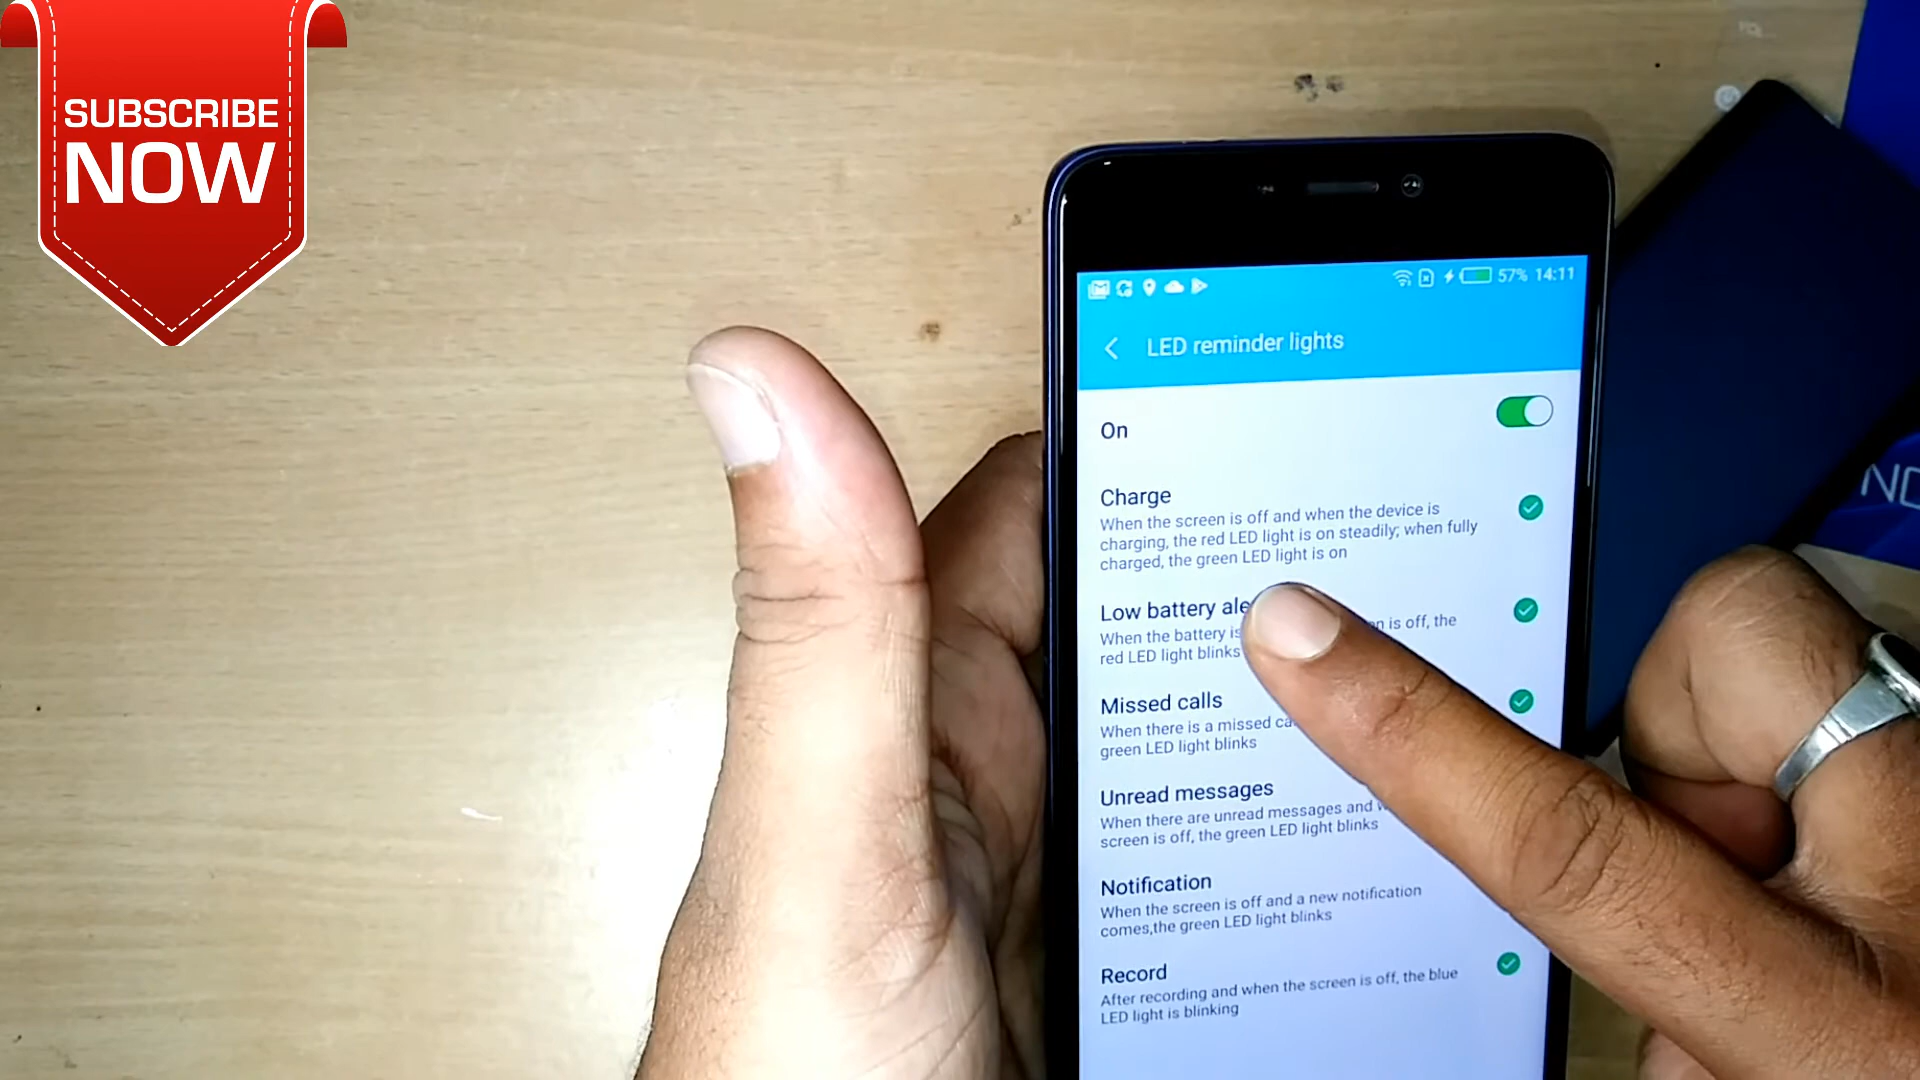 SUBSCRIBE
NOW
57% 14:11
LED reminder lights
On
Charge
When the screen is off and when the device is
charging, the red LED light is on steadily; when fully
charged, the green LED light is on
Low battery
When the battery is off, the
red LED light blinks
Missed calls
When there is a missed
green LED light blinks
Unread messages
When there are unread messages and
screen is off, the green LED light blinks
Notification
When the screen is off and a new notification
comes,the green LED light blinks
Record
After recording and when the screen is off, the blue
LED light is blinking